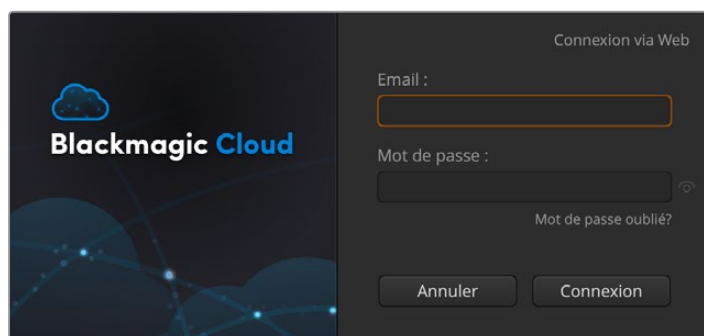 Blackmagic Cloud
Connexion via Web
Email :
Mot de passe :
Mot de passe oublié?
Annuler
Connexion